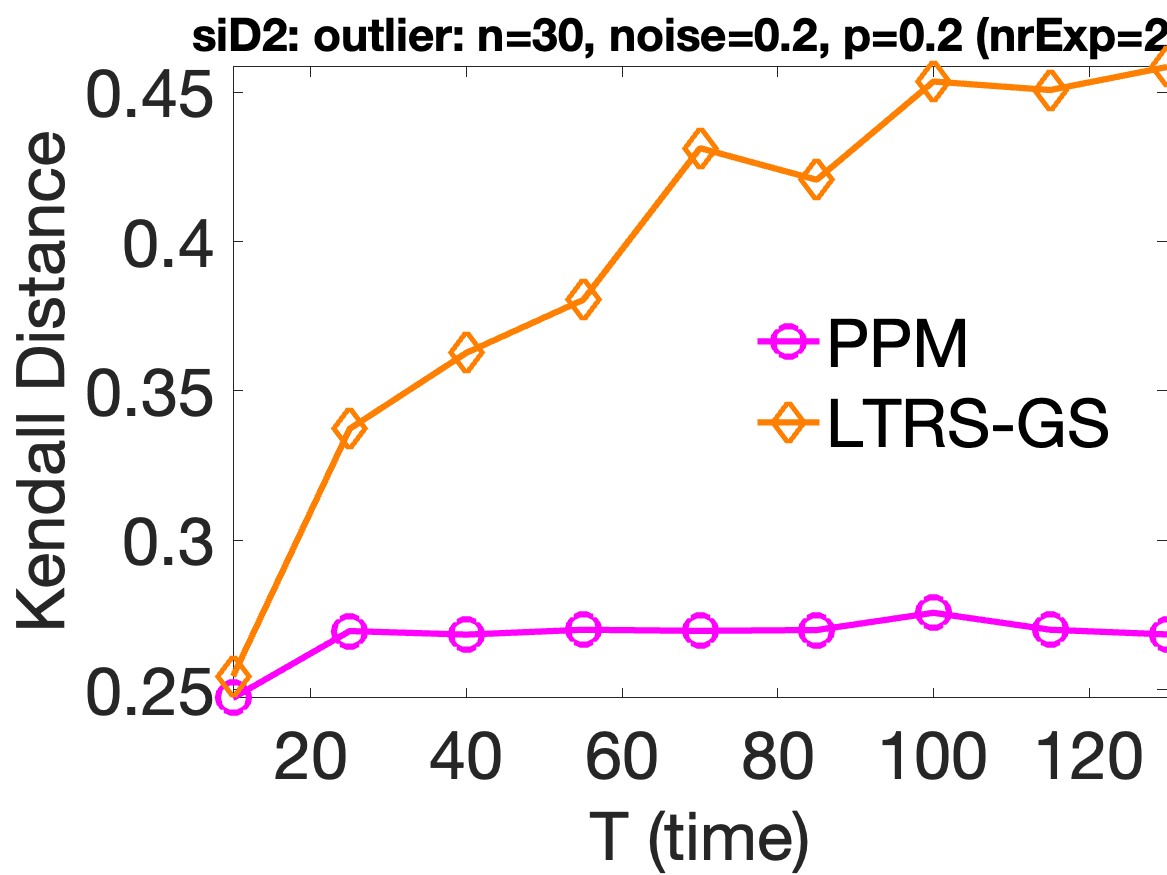 siD2: outlier: n=30, noise=0.2, p=0.2 (nrExp=2
0.45
0.4
0.35
0.3
0.25
Kendall Distance
PPM
LTRS-GS
20 40 60 80 100 120
T (time)